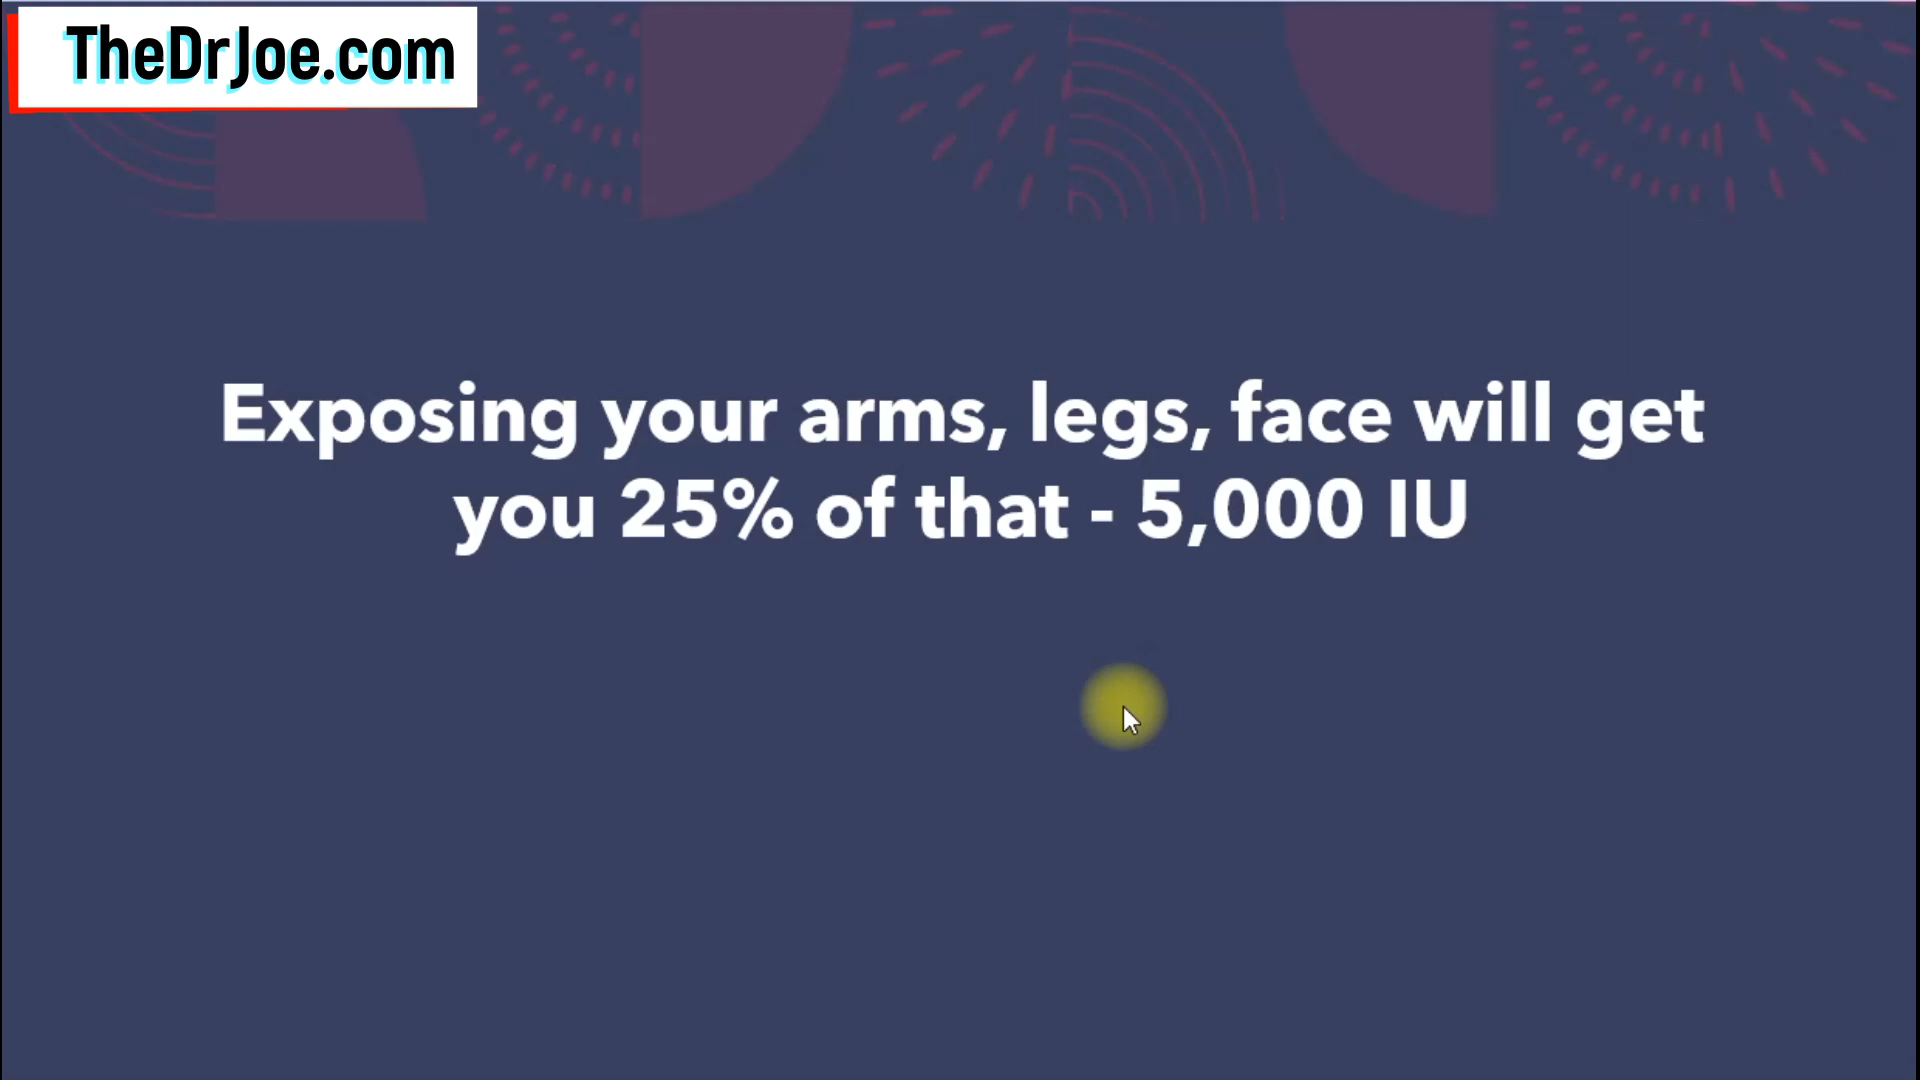 TheDrJoe.com
Exposing your arms, legs, face will get
you 25% of that - 5,000 IU